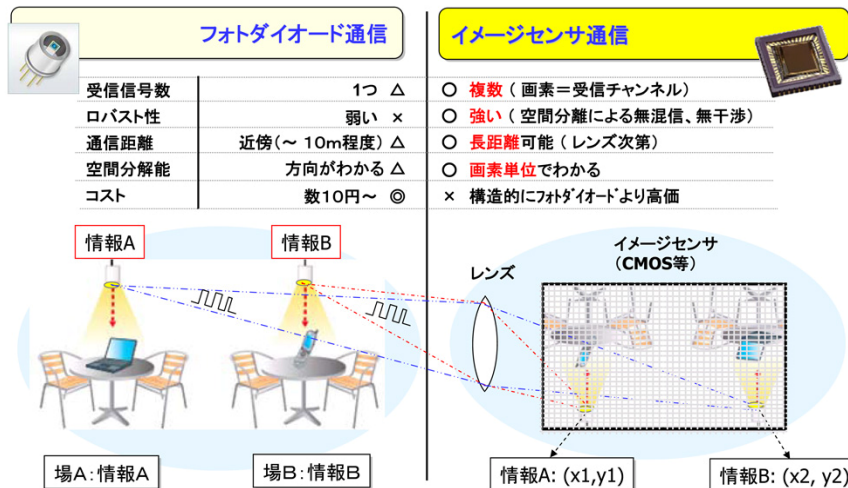 フォトダイオード通信
イメージセンサ通信
受信信号数 1つ △ ○ 複数 ( 画素＝受信チャンネル)
ロバスト性 弱い × ○ 強い ( 空間分離による無混信、無干渉)
通信距離 近傍(～ 10m程度) △ ○ 長距離可能 ( レンズ次第)
空間分解能 方向がわかる △ ○ 画素単位でわかる
コスト 数10円～ ◎ × 構造的にフォトダイオードより高価
情報A
情報B
レンズ
イメージセンサ
(CMOS等)
場A：情報A
場B：情報B
情報A: (x1,y1)
情報B: (x2, y2)